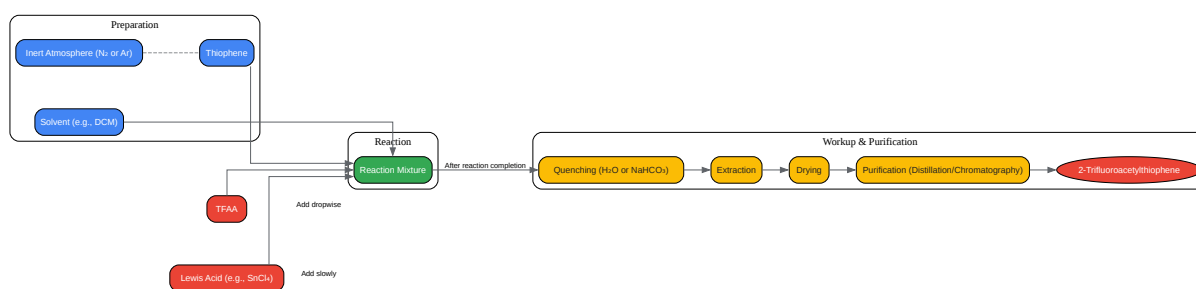 Preparation
Inert Atmosphere (N₂ or Ar)
Thiophene
Solvent (e.g., DCM)
Reaction
Reaction Mixture
After reaction completion
Workup & Purification
Quenching (H₂O or NaHCO₃)
Extraction
Drying
Purification (Distillation/Chromatography)
2-Trifluoroacetylthiophene
TFAA
Add dropwise
Lewis Acid (e.g., SnCl₄)
Add slowly